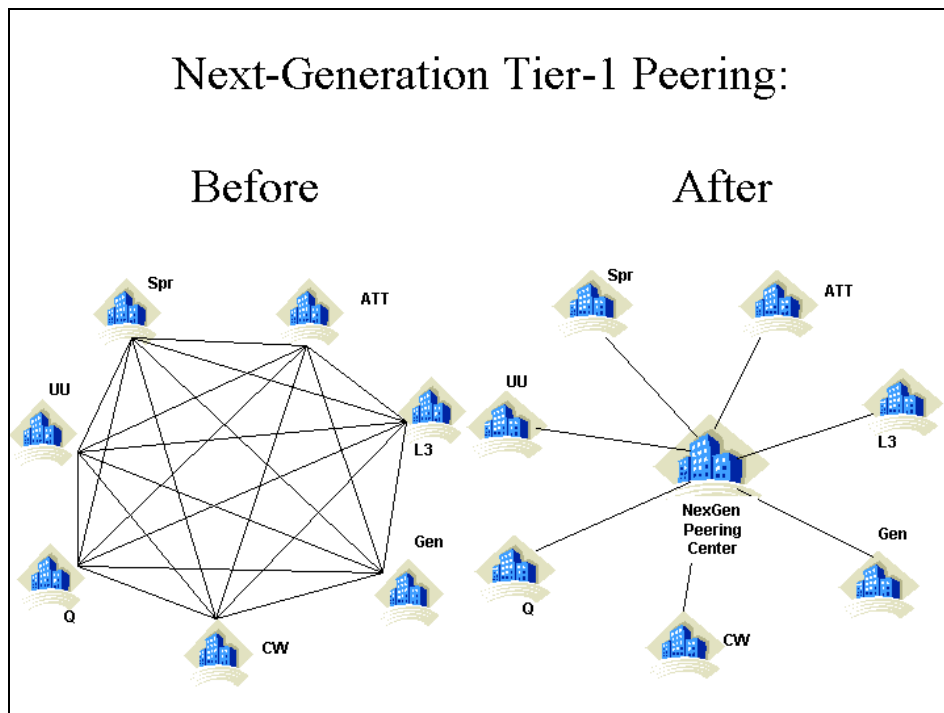 Next-Generation Tier-1 Peering:
Before
After
Spr
ATT
UU
L3
Gen
Q
CW
Spr
ATT
UU
L3
NexGen
Peering
Center
Gen
Q
CW